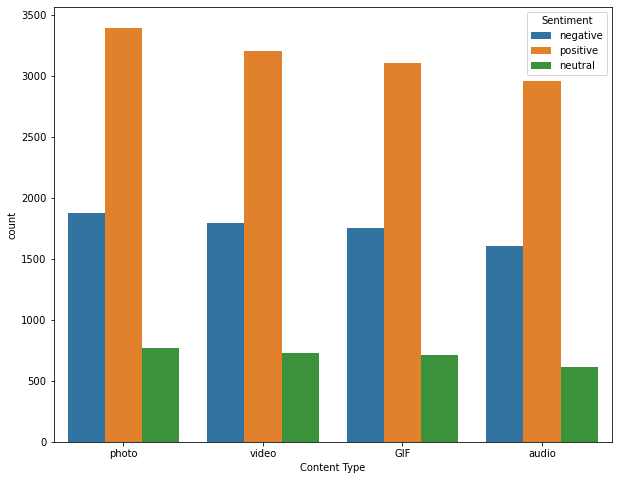 3500
3000
2500
2000
1500
1000
500
0
count
Sentiment
negative
positive
neutral
photo video GIF audio
Content Type